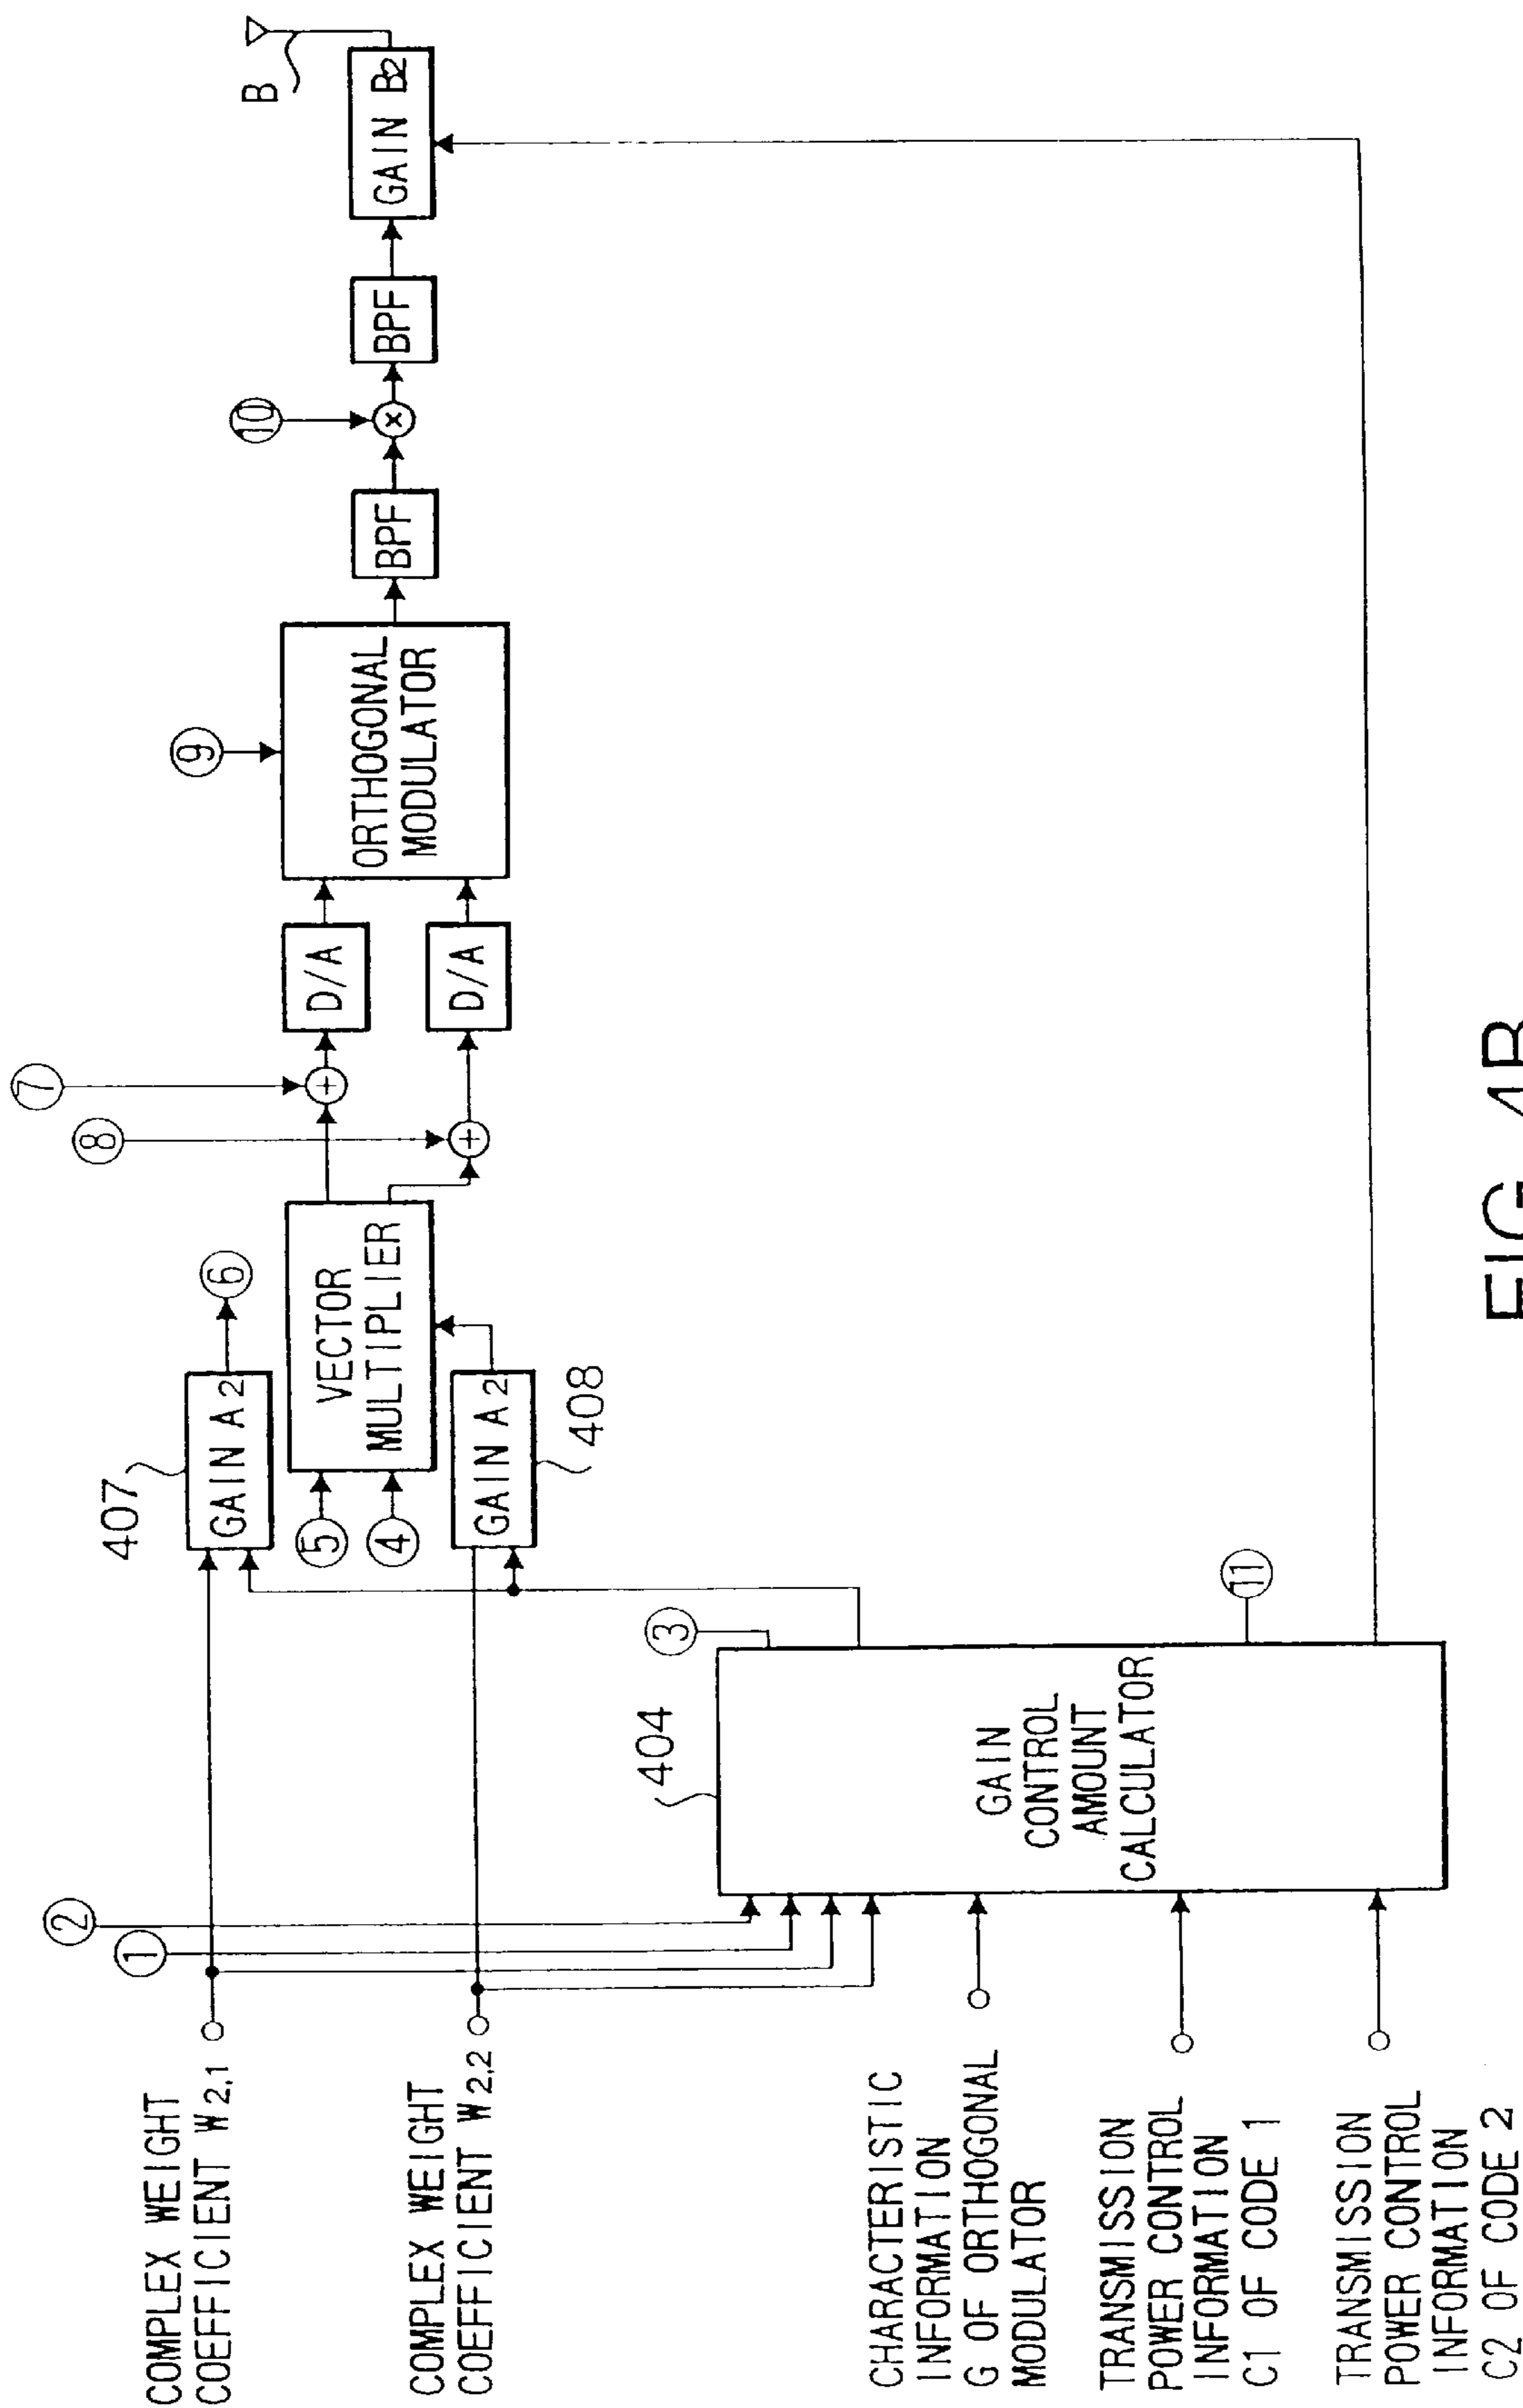 COMPLEX WEIGHT
COEFFICIENT W2,1
COMPLEX WEIGHT
COEFFICIENT W2,2
CHARACTERISTIC
INFORMATION
G OF ORTHOGONAL
MODULATOR
TRANSMISSION
POWER CONTROL
INFORMATION
C1 OF CODE 1
TRANSMISSION
POWER CONTROL
INFORMATION
C2 OF CODE 2
②
①
404
GAIN
CONTROL
AMOUNT
CALCULATOR
③
⑪
407
GAIN A2
⑥
⑤
④
VECTOR
MULTIPLIER
GAIN A2
408
⑦
⑧
+
+
D/A
D/A
⑨
ORTHOGONAL
MODULATOR
BPF
⑩
×
BPF
GAIN B2
B
FIG. 4B